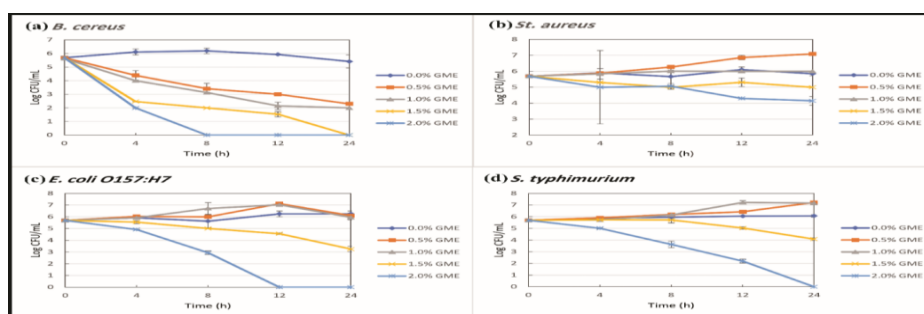 (a) B. cereus
Log CFU/mL
7
6
5
4
3
2
1
0
0 4 8 12 24
Time (h)
0.0% GME
0.5% GME
1.0% GME
1.5% GME
2.0% GME
(b) St. aureus
Log CFU/mL
8
7
6
5
4
3
2
0 4 8 12 24
Time (h)
0.0% GME
0.5% GME
1.0% GME
1.5% GME
2.0% GME
(c) E. coli O157:H7
Log CFU/mL
8
7
6
5
4
3
2
1
0
0 4 8 12 24
Time (h)
0.0% GME
0.5% GME
1.0% GME
1.5% GME
2.0% GME
(d) S. typhimurium
Log CFU/mL
8
7
6
5
4
3
2
1
0
0 4 8 12 24
Time (h)
0.0% GME
0.5% GME
1.0% GME
1.5% GME
2.0% GME